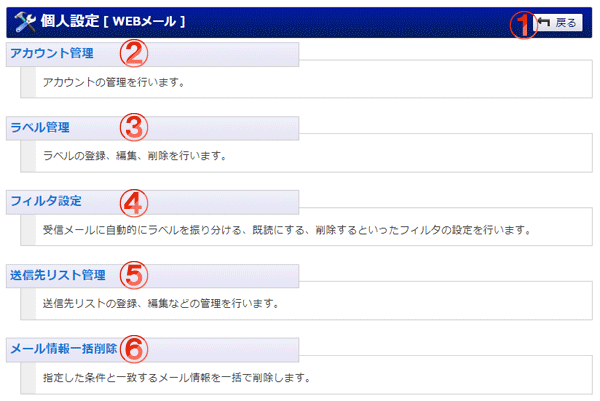 個人設定 [ WEBメール ]
① 戻る
アカウント管理 ②
アカウントの管理を行います。
ラベル管理 ③
ラベルの登録、編集、削除を行います。
フィルタ設定 ④
受信メールに自動的にラベルを振り分ける、既読にする、削除するといったフィルタの設定を行います。
送信先リスト管理 ⑤
送信先リストの登録、編集などの管理を行います。
メール情報一括削除 ⑥
指定した条件と一致するメール情報を一括で削除します。